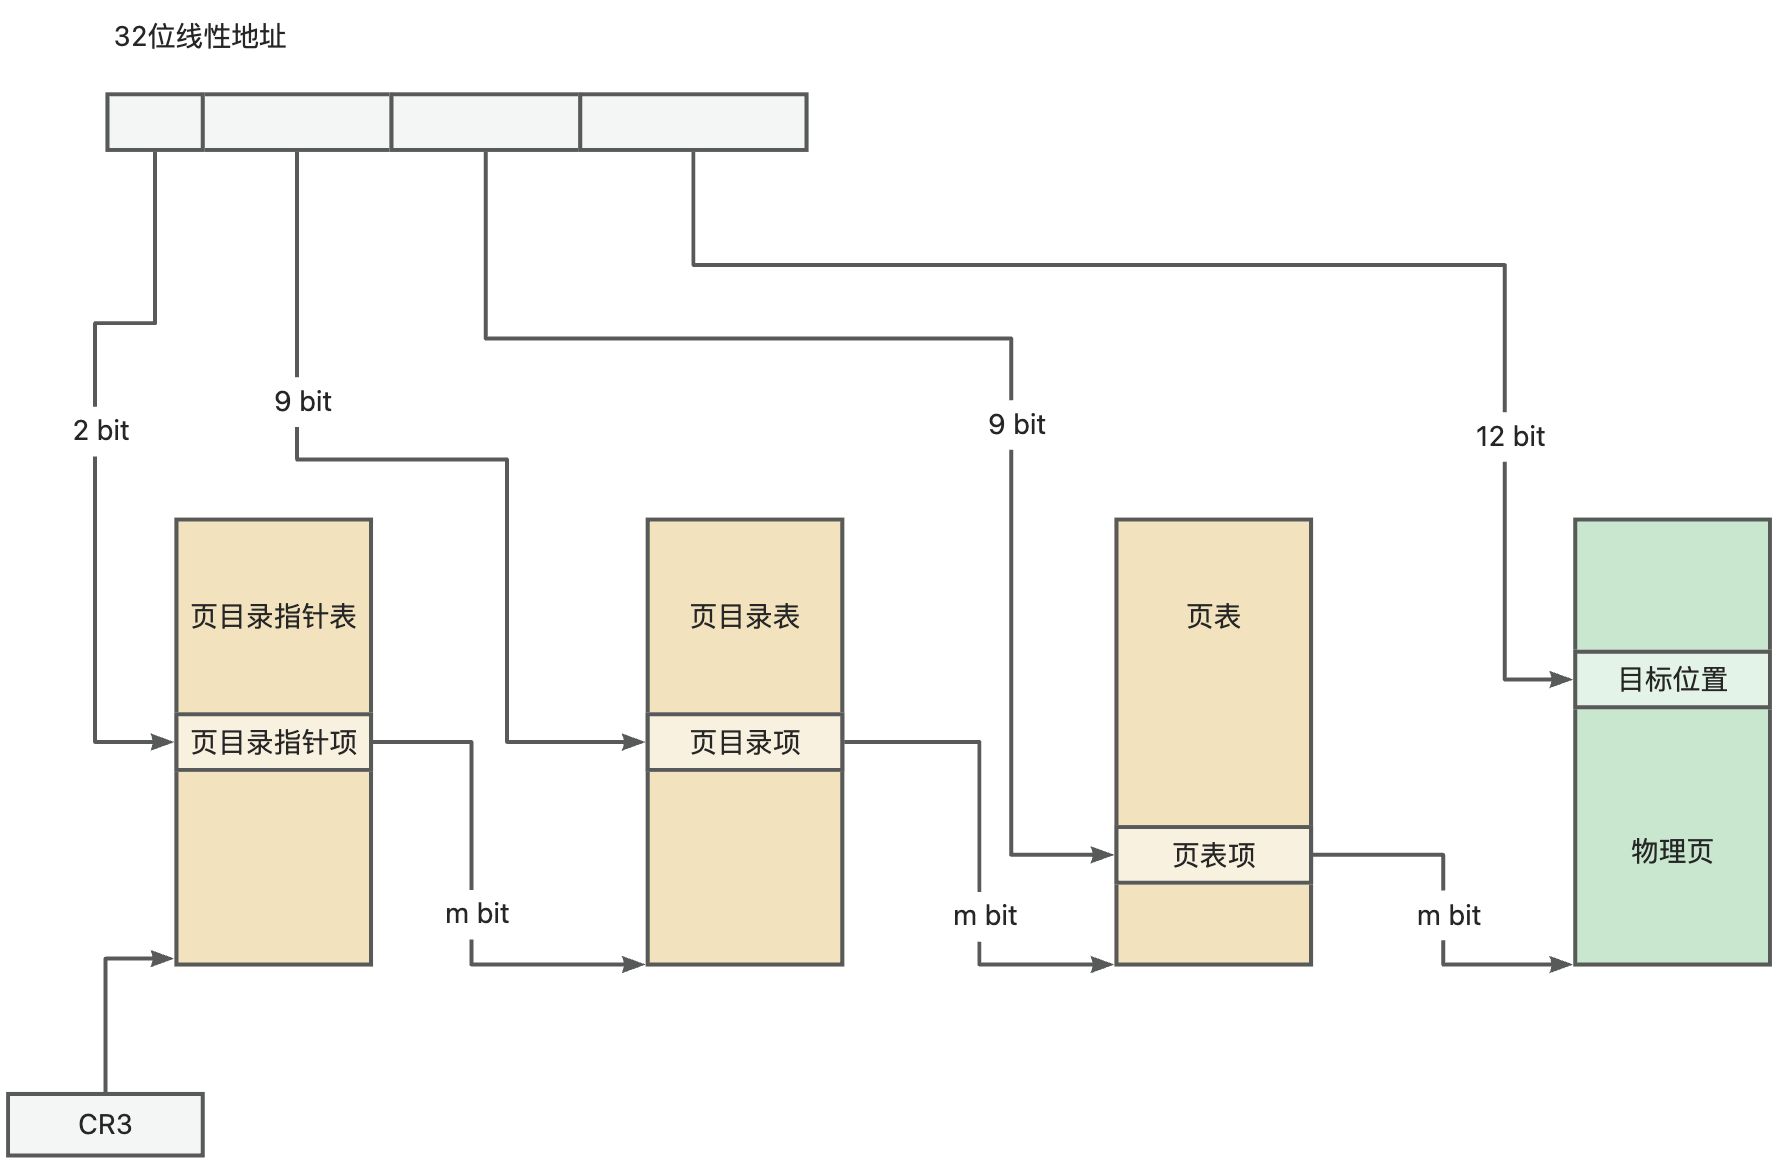 32位线性地址
9 bit
9 bit
2 bit
12 bit
页目录指针表
页目录表
页表
目标位置
页目录指针项
页目录项
物理页
页表项
m bit
m bit
m bit
CR3